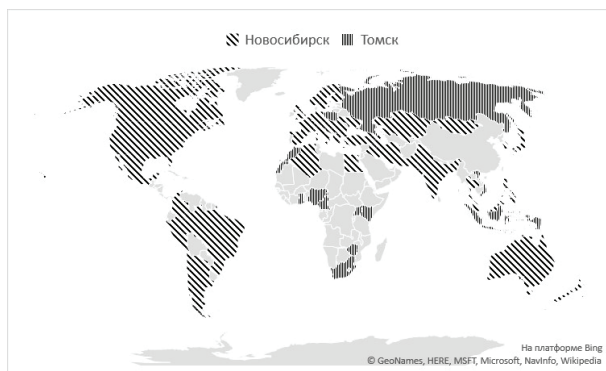 Новосибирск Томск
На платформе Bing
© GeoNames, HERE, MSFT, Microsoft, NavInfo, Wikipedia